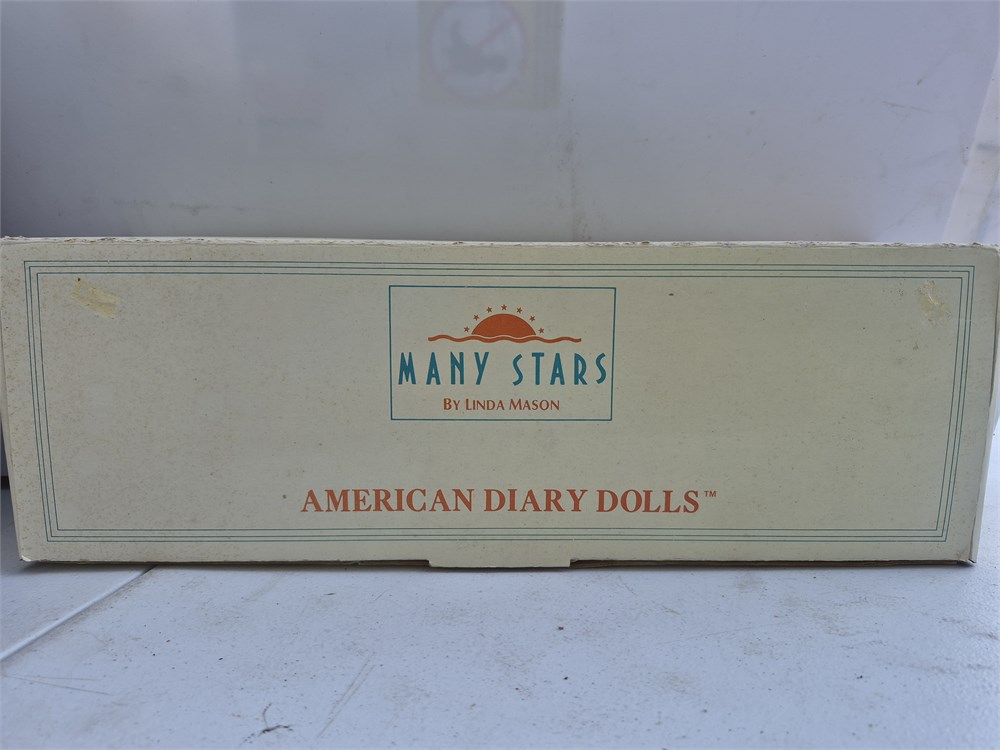 MANY STARS
BY LINDA MASON
AMERICAN DIARY DOLLS™